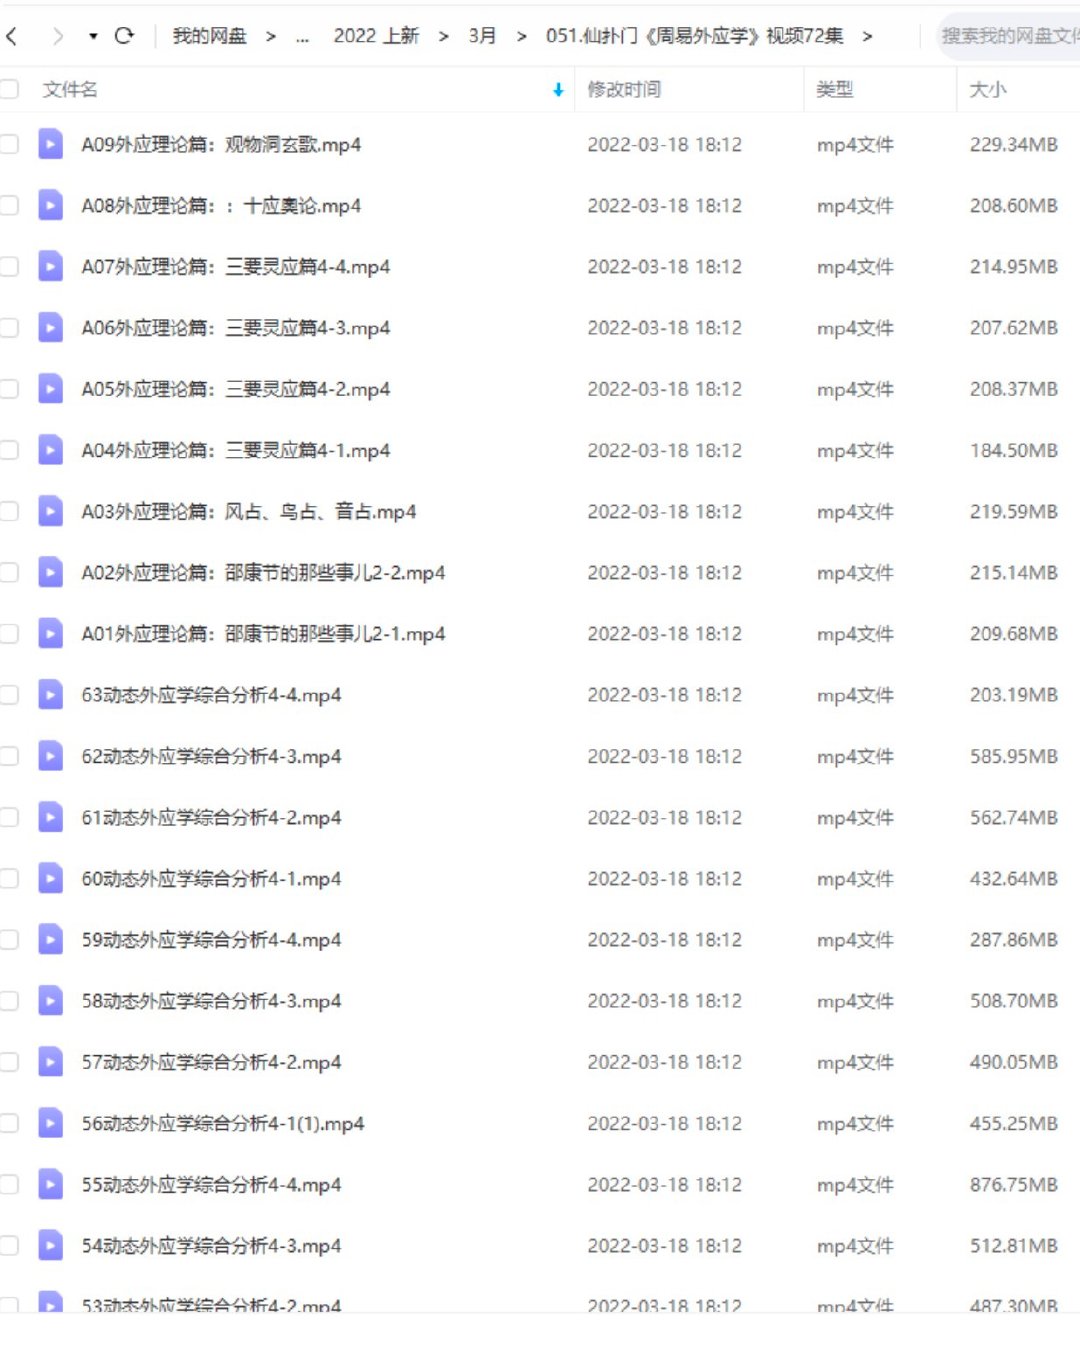 我的网盘 > ... 2022 上新 > 3月 > 051.仙扑门《周易外应学》视频72集 > 搜索我的网盘文件
文件名 修改时间 类型 大小
A09外应理论篇：观物洞玄歌.mp4 2022-03-18 18:12 mp4文件 229.34MB
A08外应理论篇：：十应奥论.mp4 2022-03-18 18:12 mp4文件 208.60MB
A07外应理论篇：三要灵应篇4-4.mp4 2022-03-18 18:12 mp4文件 214.95MB
A06外应理论篇：三要灵应篇4-3.mp4 2022-03-18 18:12 mp4文件 207.62MB
A05外应理论篇：三要灵应篇4-2.mp4 2022-03-18 18:12 mp4文件 208.37MB
A04外应理论篇：三要灵应篇4-1.mp4 2022-03-18 18:12 mp4文件 184.50MB
A03外应理论篇：风占、鸟占、音占.mp4 2022-03-18 18:12 mp4文件 219.59MB
A02外应理论篇：邵康节的那些事儿2-2.mp4 2022-03-18 18:12 mp4文件 215.14MB
A01外应理论篇：邵康节的那些事儿2-1.mp4 2022-03-18 18:12 mp4文件 209.68MB
63动态外应学综合分析4-4.mp4 2022-03-18 18:12 mp4文件 203.19MB
62动态外应学综合分析4-3.mp4 2022-03-18 18:12 mp4文件 585.95MB
61动态外应学综合分析4-2.mp4 2022-03-18 18:12 mp4文件 562.74MB
60动态外应学综合分析4-1.mp4 2022-03-18 18:12 mp4文件 432.64MB
59动态外应学综合分析4-4.mp4 2022-03-18 18:12 mp4文件 287.86MB
58动态外应学综合分析4-3.mp4 2022-03-18 18:12 mp4文件 508.70MB
57动态外应学综合分析4-2.mp4 2022-03-18 18:12 mp4文件 490.05MB
56动态外应学综合分析4-1(1).mp4 2022-03-18 18:12 mp4文件 455.25MB
55动态外应学综合分析4-4.mp4 2022-03-18 18:12 mp4文件 876.75MB
54动态外应学综合分析4-3.mp4 2022-03-18 18:12 mp4文件 512.81MB
53动态外应学综合分析4-2.mp4 2022-03-18 18:12 mp4文件 487.30MB